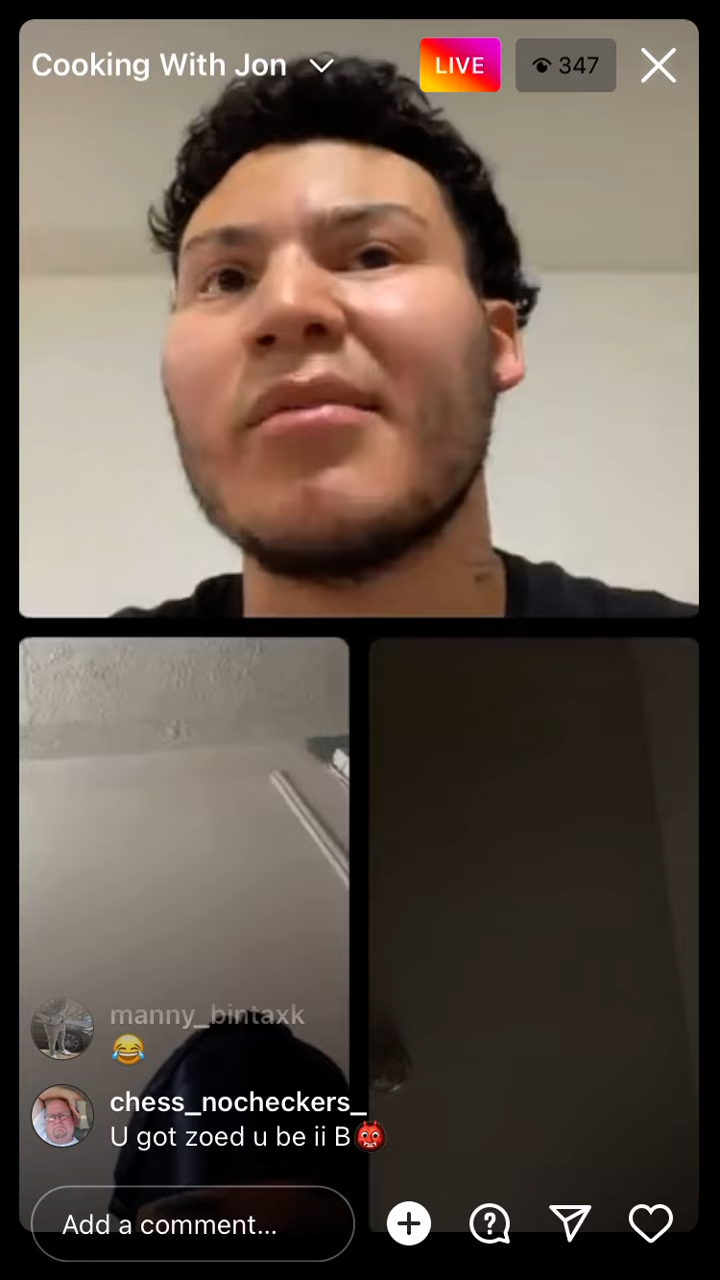 Cooking With Jon
LIVE
347
manny_bintaxk
😂
chess_nocheckers_
U got zoed u be ii B👹
Add a comment...